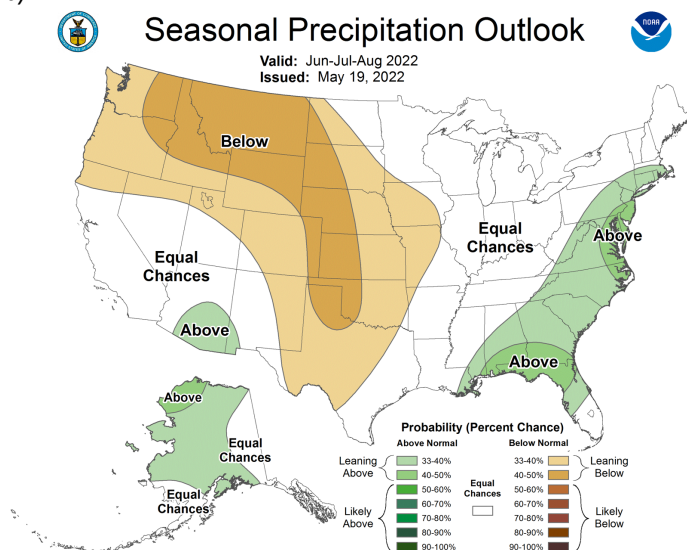 Seasonal Precipitation Outlook
NOAA
Valid: Jun-Jul-Aug 2022
Issued: May 19, 2022
Below
Equal
Chances
Equal
Chances
Above
Above
Above
Above
Equal
Chances
Equal
Chances
Probability (Percent Chance)
Above Normal
Below Normal
Leaning
Above
33-40%
40-50%
50-60%
60-70%
70-80%
80-90%
90-100%
Likely
Above
Equal
Chances
33-40%
40-50%
50-60%
60-70%
70-80%
80-90%
90-100%
Leaning
Below
Likely
Below